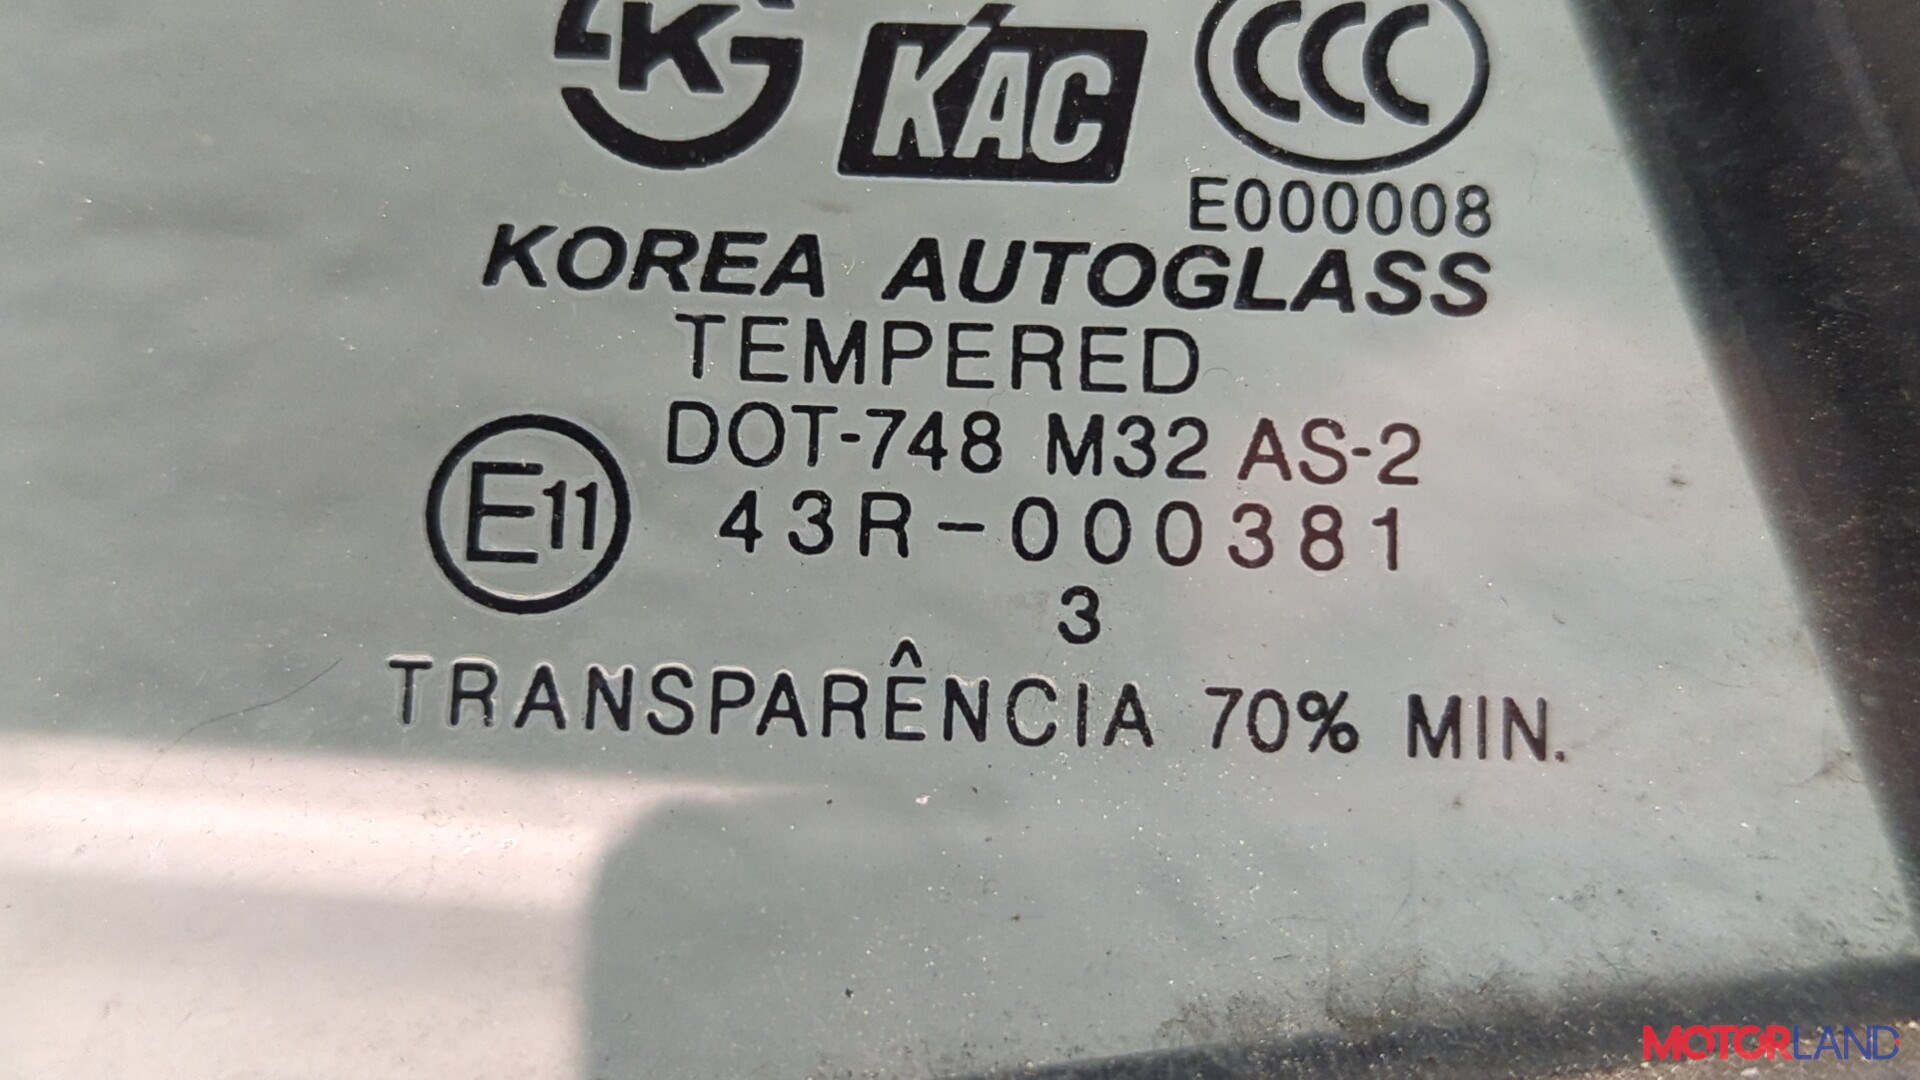 K
KAC
CCC
E000008
KOREA AUTOGLASS
TEMPERED
DOT-748 M32 AS-2
E11
43R-000381
3
TRANSPARÊNCIA 70% MIN.
MOTORLAND